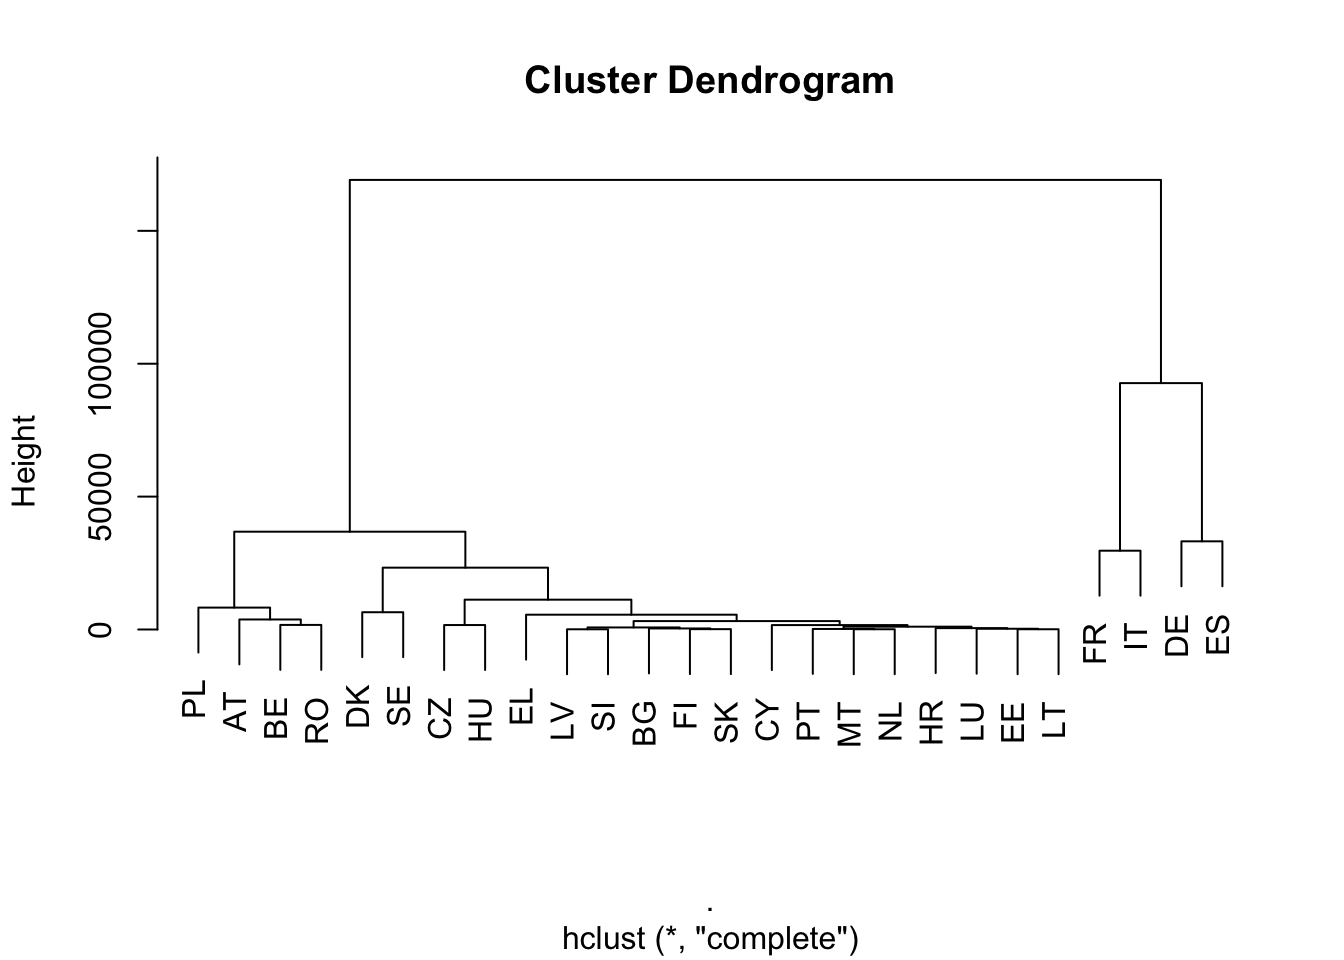 Cluster Dendrogram
Height
0
50000
100000
PL
AT
BE
RO
DK
SE
CZ
HU
EL
LV
SI
BG
FI
SK
CY
PT
MT
NL
HR
LU
EE
LT
FR
IT
DE
ES
.
hclust (*, "complete")